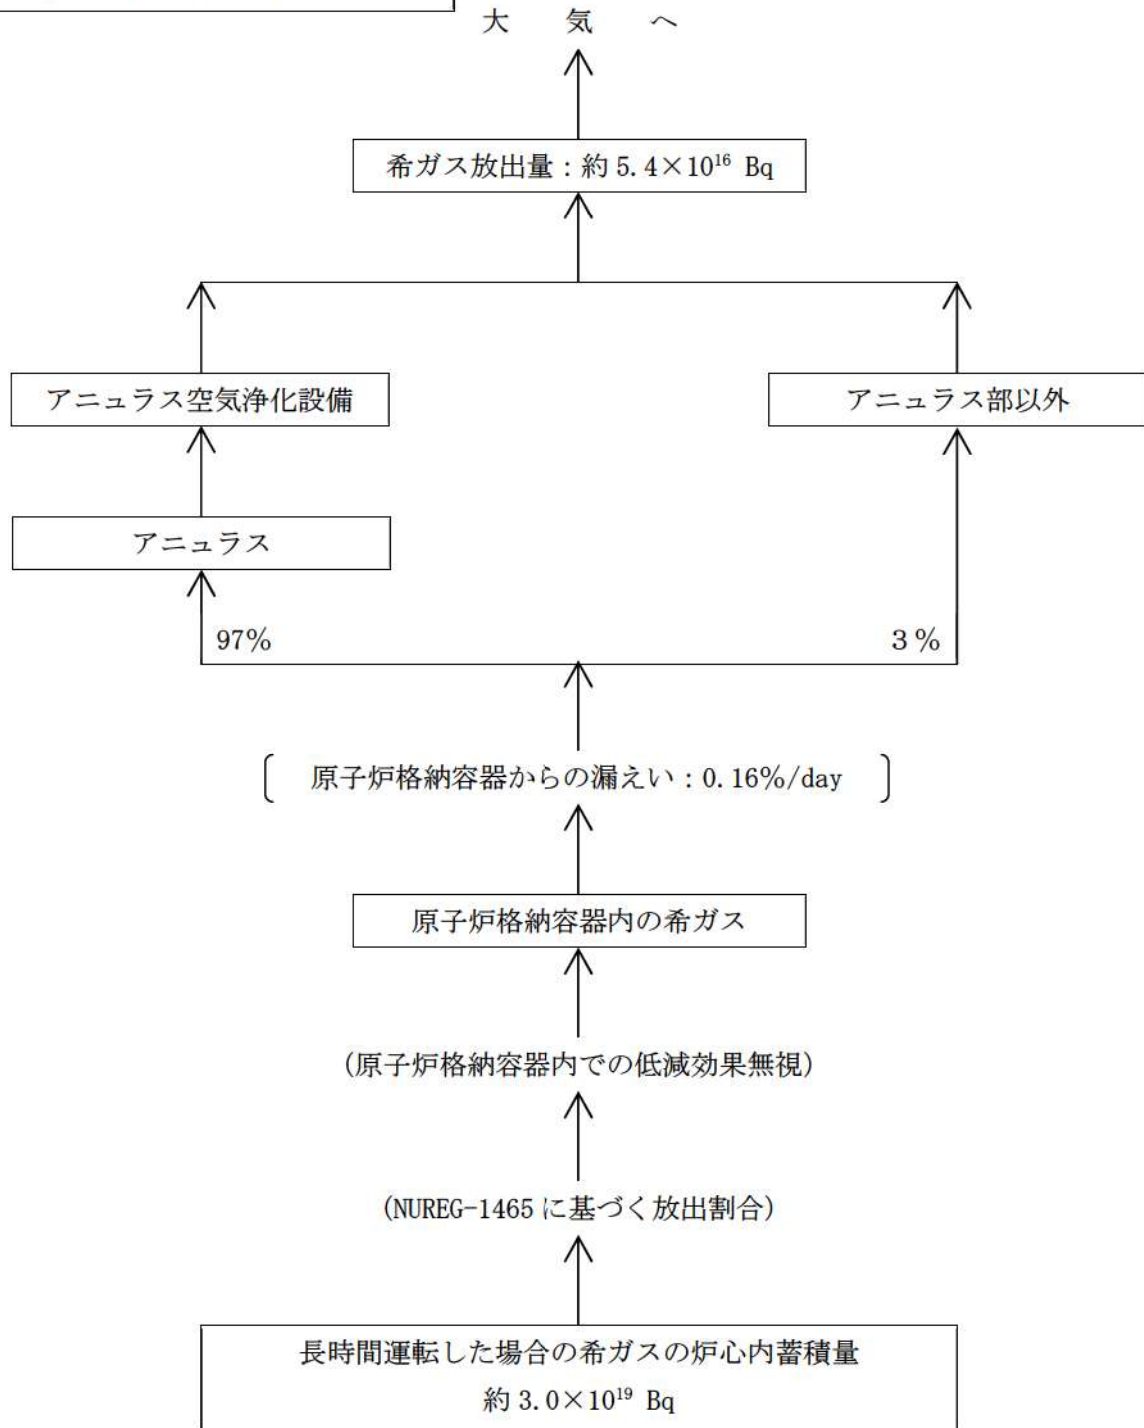 大　気　へ
希ガス放出量：約 5.4×10¹⁶ Bq
アニュラス空気浄化設備
アニュラス部以外
アニュラス
97%
３%
〔 原子炉格納容器からの漏えい：0.16%/day 〕
原子炉格納容器内の希ガス
(原子炉格納容器内での低減効果無視)
(NUREG-1465 に基づく放出割合)
長時間運転した場合の希ガスの炉心内蓄積量
約 3.0×10¹⁹ Bq